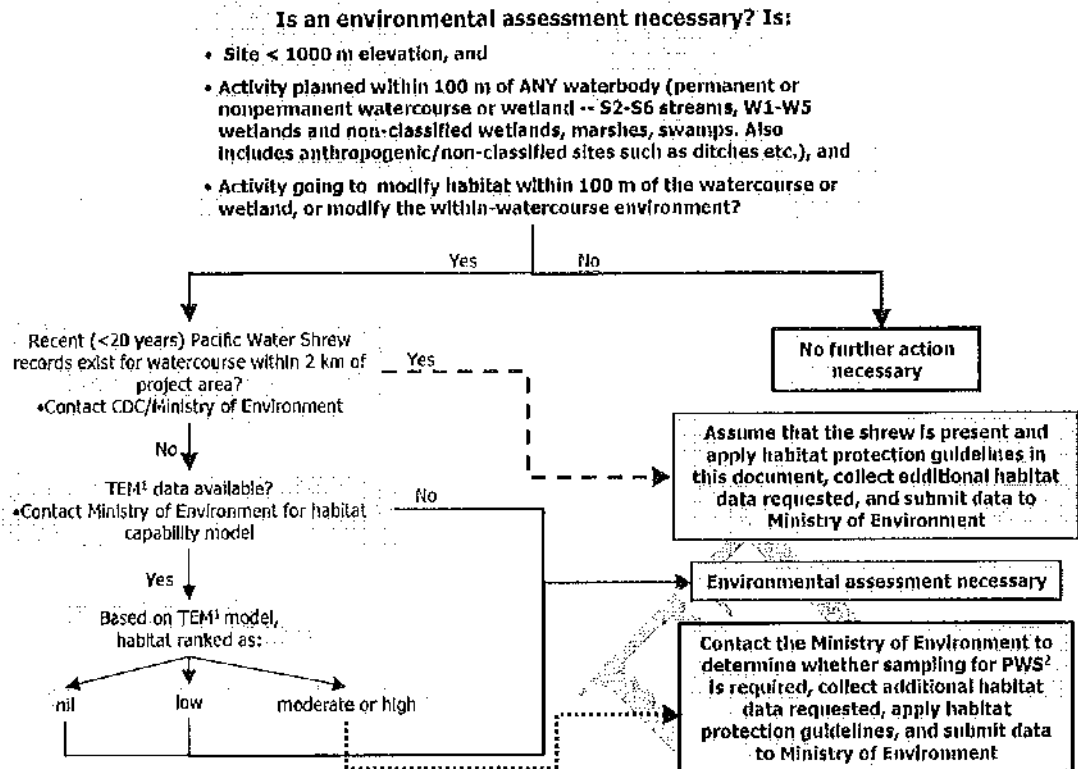 Is an environmental assessment necessary? Is:
• Site < 1000 m elevation, and
• Activity planned within 100 m of ANY waterbody (permanent or
nonpermanent watercourse or wetland -- S2-S6 streams, W1-W5
wetlands and non-classified wetlands, marshes, swamps. Also
includes anthropogenic/non-classified sites such as ditches etc.), and
• Activity going to modify habitat within 100 m of the watercourse or
wetland, or modify the within-watercourse environment?
Yes
No
Recent (<20 years) Pacific Water Shrew
records exist for watercourse within 2 km of
project area?
•Contact CDC/Ministry of Environment
Yes
No further action
necessary
Assume that the shrew is present and
apply habitat protection guidelines in
this document, collect additional habitat
data requested, and submit data to
Ministry of Environment
No
TEM¹ data available?
•Contact Ministry of Environment for habitat
capability model
No
Environmental assessment necessary
Yes
Based on TEM¹ model,
habitat ranked as:
nil
low
moderate or high
Contact the Ministry of Environment to
determine whether sampling for PWS²
is required, collect additional habitat
data requested, apply habitat
protection guidelines, and submit data
to Ministry of Environment